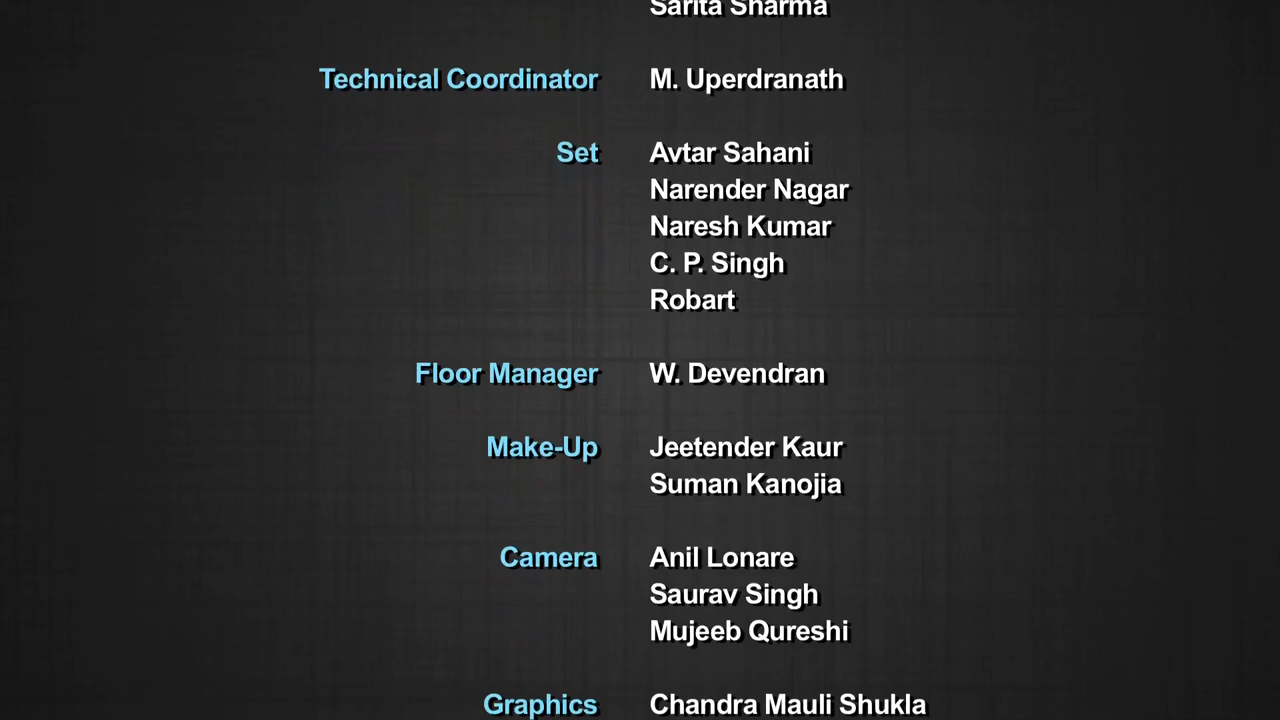 Sarita Sharma
Technical Coordinator M. Uperdranath
Set Avtar Sahani
Narender Nagar
Naresh Kumar
C. P. Singh
Robart
Floor Manager W. Devendran
Make-Up Jeetender Kaur
Suman Kanojia
Camera Anil Lonare
Saurav Singh
Mujeeb Qureshi
Graphics Chandra Mauli Shukla